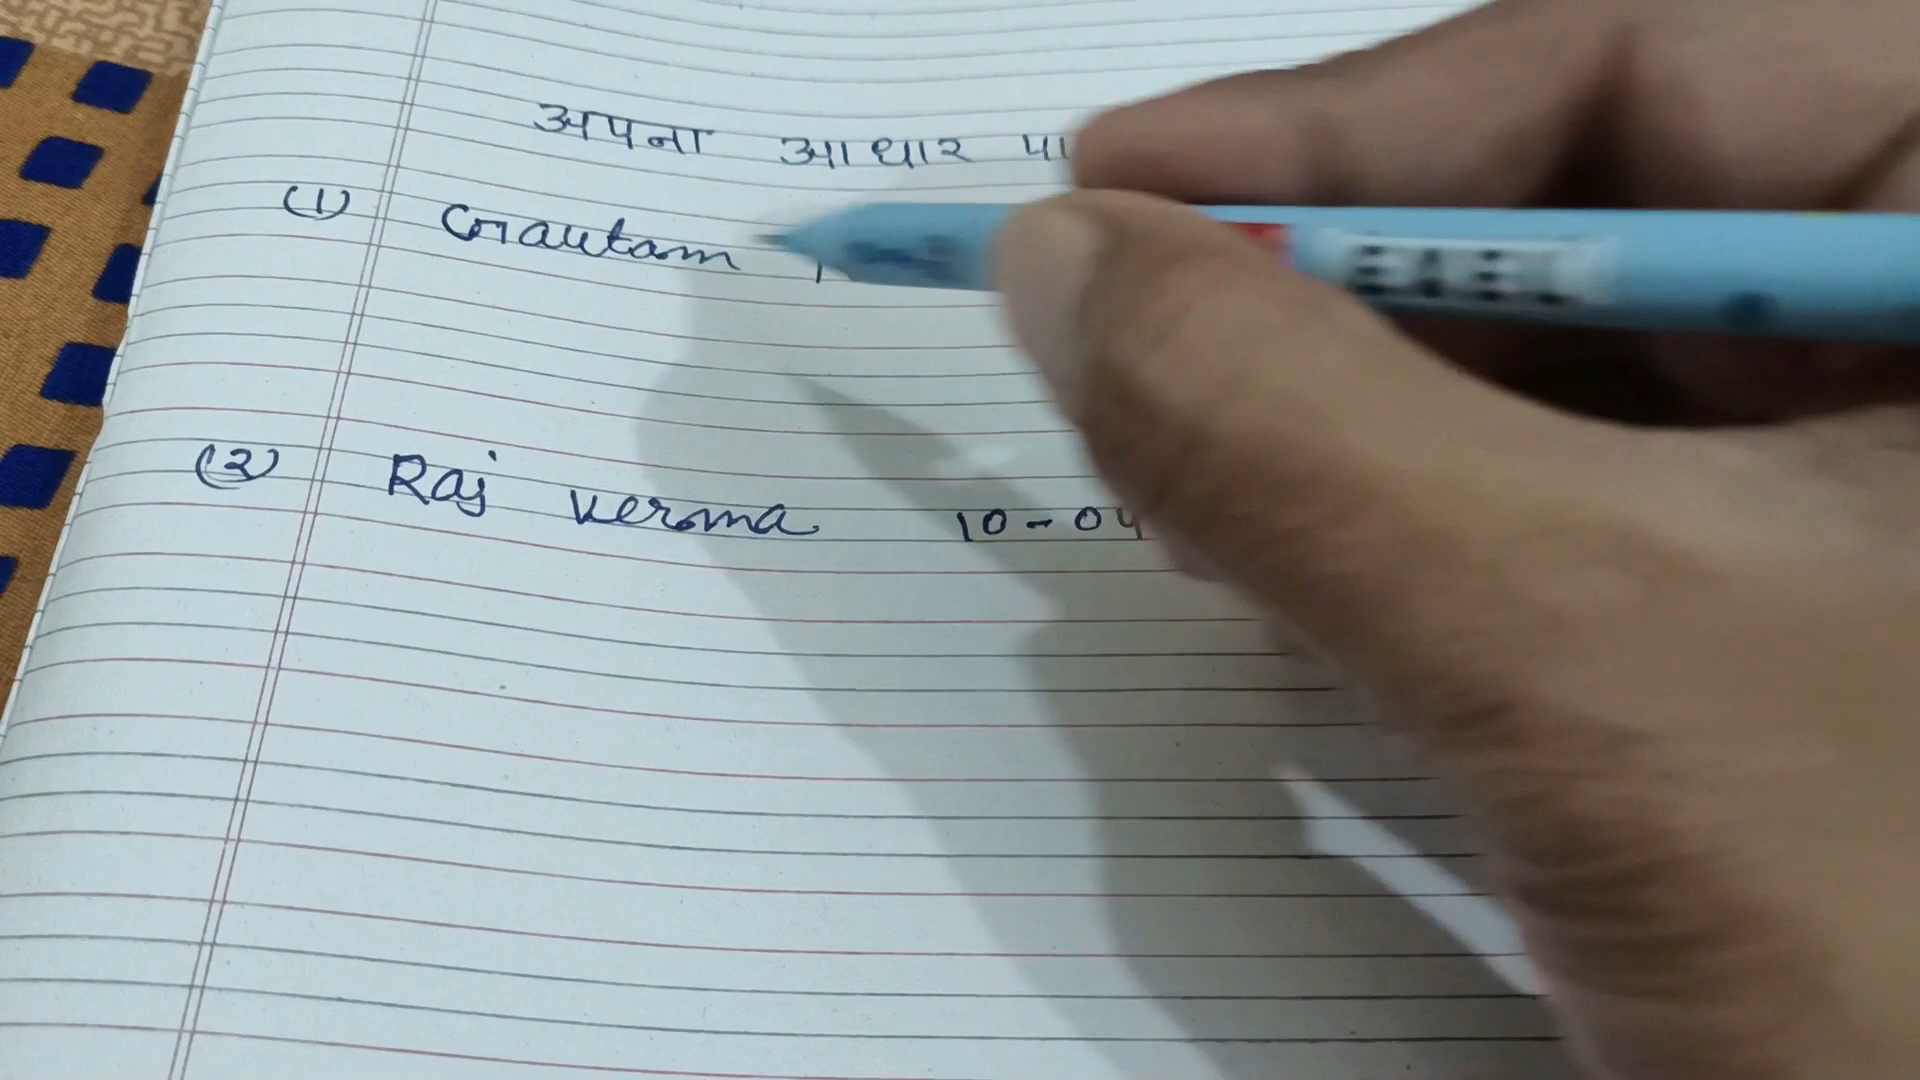 अपना आधार पा
(1) Gautam
(2) Raj Verma 10-04